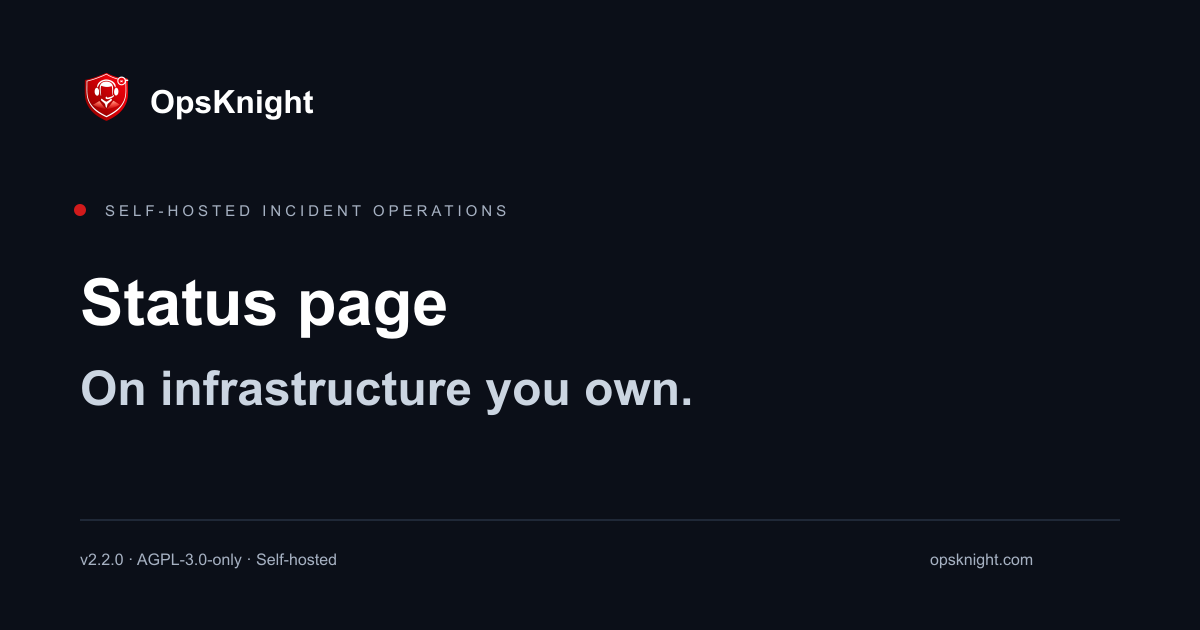 OpsKnight
SELF-HOSTED INCIDENT OPERATIONS
Status page
On infrastructure you own.
v2.2.0 · AGPL-3.0-only · Self-hosted
opsknight.com